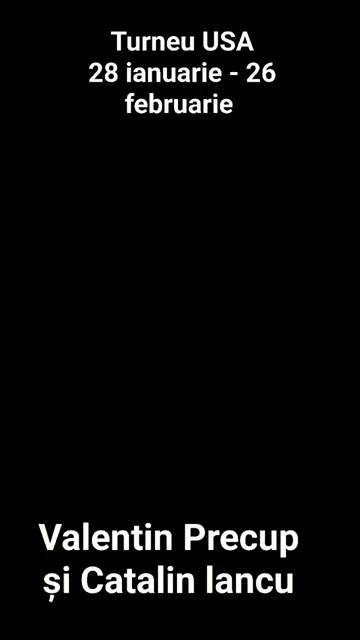 Turneu USA
28 ianuarie - 26
februarie
Valentin Precup
și Catalin Iancu